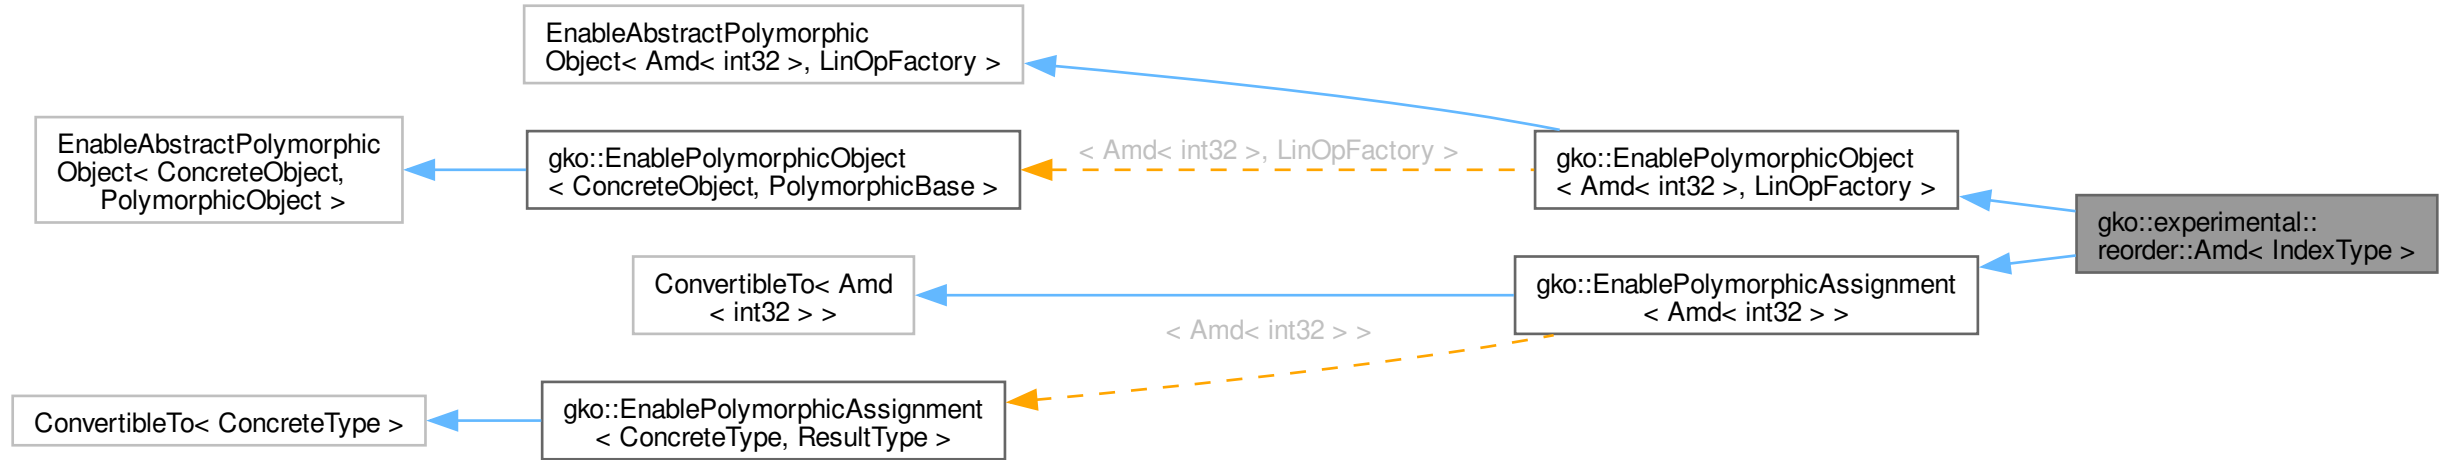 EnableAbstractPolymorphic
Object< Amd< int32 >, LinOpFactory >
EnableAbstractPolymorphic
Object< ConcreteObject,
PolymorphicObject >
gko::EnablePolymorphicObject
< ConcreteObject, PolymorphicBase >
< Amd< int32 >, LinOpFactory >
gko::EnablePolymorphicObject
< Amd< int32 >, LinOpFactory >
gko::experimental::
reorder::Amd< IndexType >
ConvertibleTo< Amd
< int32 > >
gko::EnablePolymorphicAssignment
< Amd< int32 > >
< Amd< int32 > >
ConvertibleTo< ConcreteType >
gko::EnablePolymorphicAssignment
< ConcreteType, ResultType >